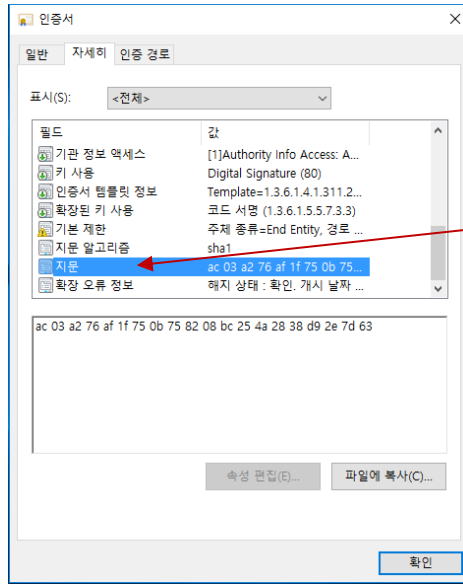 인증서
일반 자세히 인증 경로
표시(S): <전체>
필드 값
기관 정보 액세스 [1]Authority Info Access: A...
키 사용 Digital Signature (80)
인증서 템플릿 정보 Template=1.3.6.1.4.1.311.2...
확장된 키 사용 코드 서명 (1.3.6.1.5.5.7.3.3)
기본 제한 주체 종류=End Entity, 경로 ...
지문 알고리즘 sha1
지문 ac 03 a2 76 af 1f 75 0b 75...
확장 오류 정보 해지 상태 : 확인. 개시 날짜 ...
ac 03 a2 76 af 1f 75 0b 75 82 08 bc 25 4a 28 38 d9 2e 7d 63
속성 편집(E)... 파일에 복사(C)...
확인